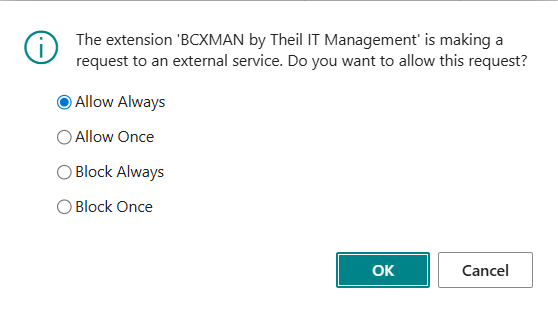 The extension 'BCXMAN by Theil IT Management' is making a
request to an external service. Do you want to allow this request?
Allow Always
Allow Once
Block Always
Block Once
OK
Cancel